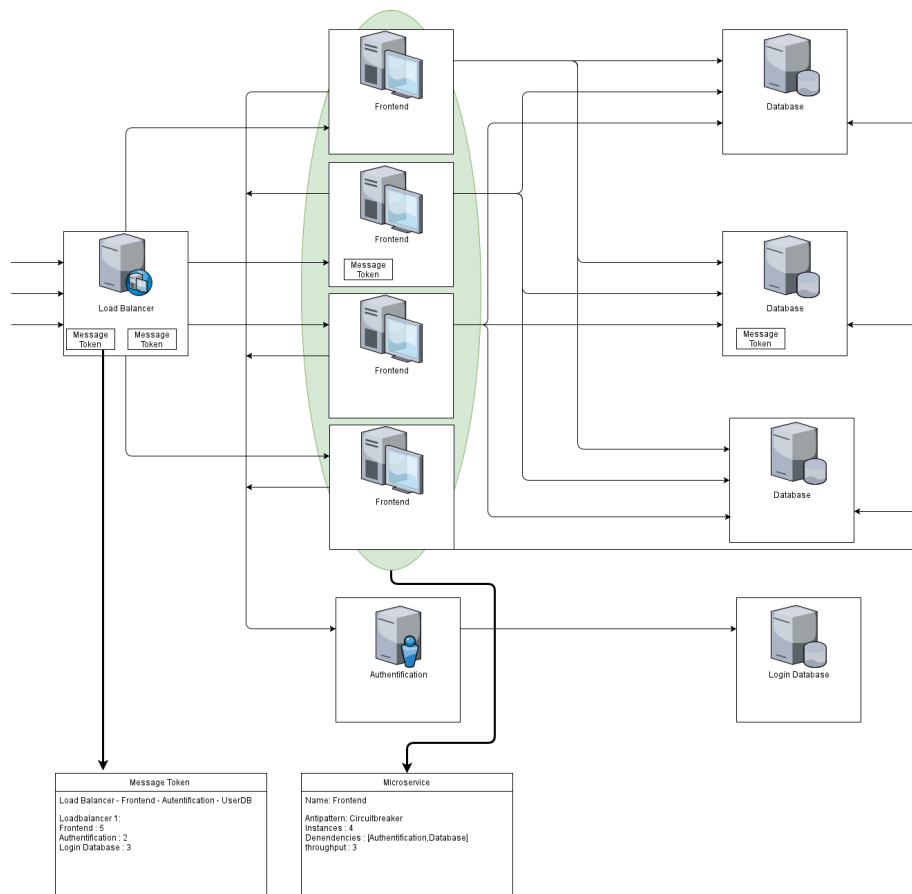 Frontend
Database
Frontend
Message
Token
Load Balancer
Message
Token
Message
Token
Database
Message
Token
Frontend
Frontend
Database
Authentification
Login Database
Message Token
Load Balancer - Frontend - Autentification - UserDB
Loadbalancer 1:
Frontend : 5
Authentification : 2
Login Database : 3
Microservice
Name: Frontend
Antipattern: Circuitbreaker
Instances : 4
Denendencies : [Authentification,Database]
throughput : 3